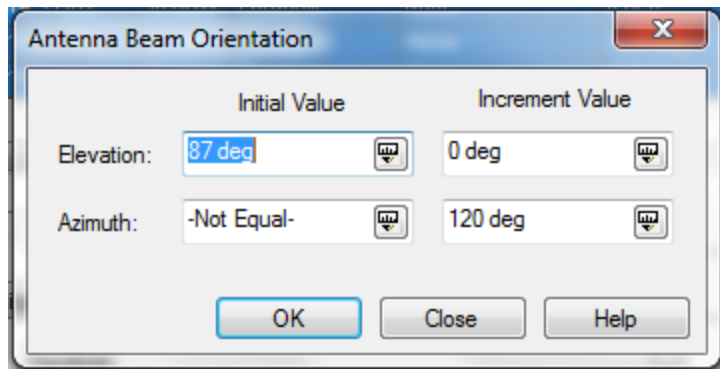 Antenna Beam Orientation
Initial Value Increment Value
Elevation: 87 deg 0 deg
Azimuth: -Not Equal- 120 deg
OK Close Help